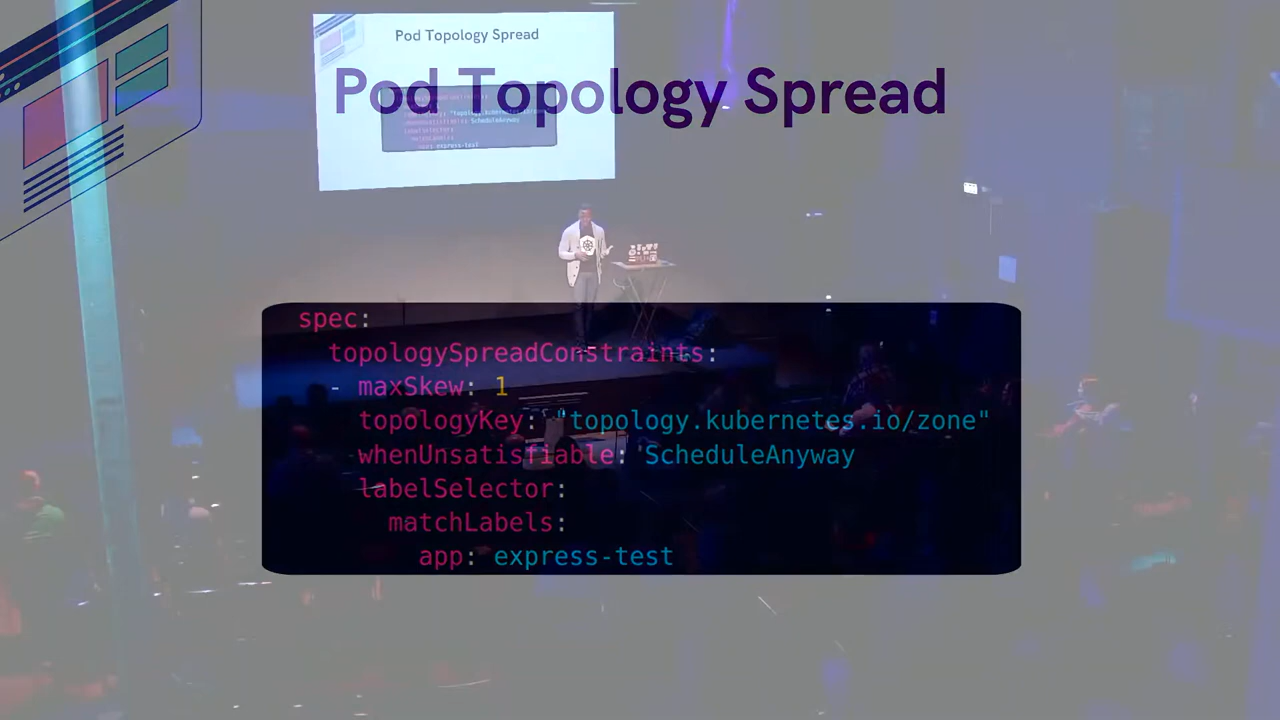 Pod Topology Spread
Pod Topology Spread
spec:
topologySpreadConstraints:
- maxSkew: 1
topologyKey: "topology.kubernetes.io/zone"
whenUnsatisfiable: ScheduleAnyway
labelSelector:
matchLabels:
app: express-test